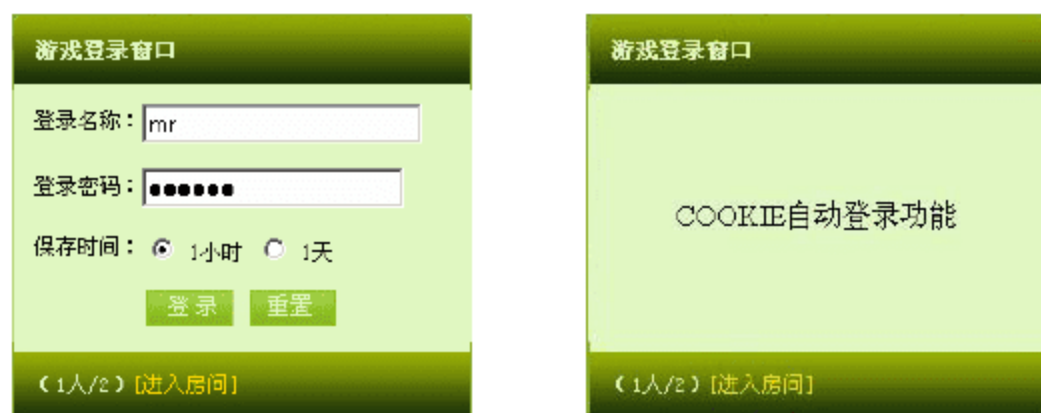 游戏登录窗口
登录名称：mr
登录密码：●●●●●●
保存时间： 1小时 1天
登 录 重置
（1人/2）[进入房间]
游戏登录窗口
COOKIE自动登录功能
（1人/2）[进入房间]